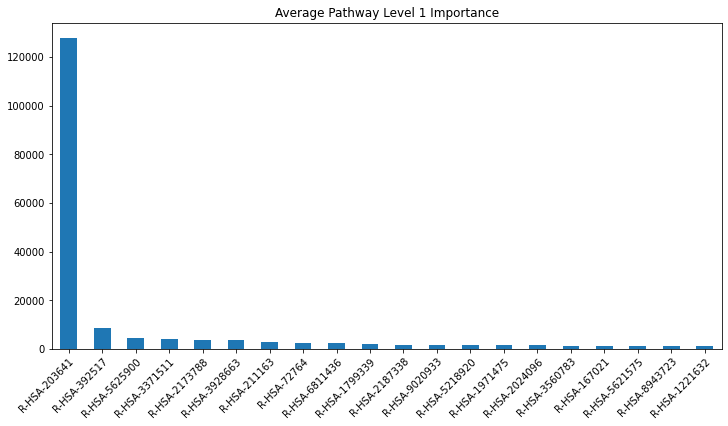 Average Pathway Level 1 Importance
120000
100000
80000
60000
40000
20000
0
R-HSA-203641
R-HSA-392517
R-HSA-5625900
R-HSA-3371511
R-HSA-2173788
R-HSA-3928663
R-HSA-211163
R-HSA-72764
R-HSA-6811436
R-HSA-1799339
R-HSA-2187338
R-HSA-9020933
R-HSA-5218920
R-HSA-1971475
R-HSA-2024096
R-HSA-3560783
R-HSA-167021
R-HSA-5621575
R-HSA-8943723
R-HSA-1221632